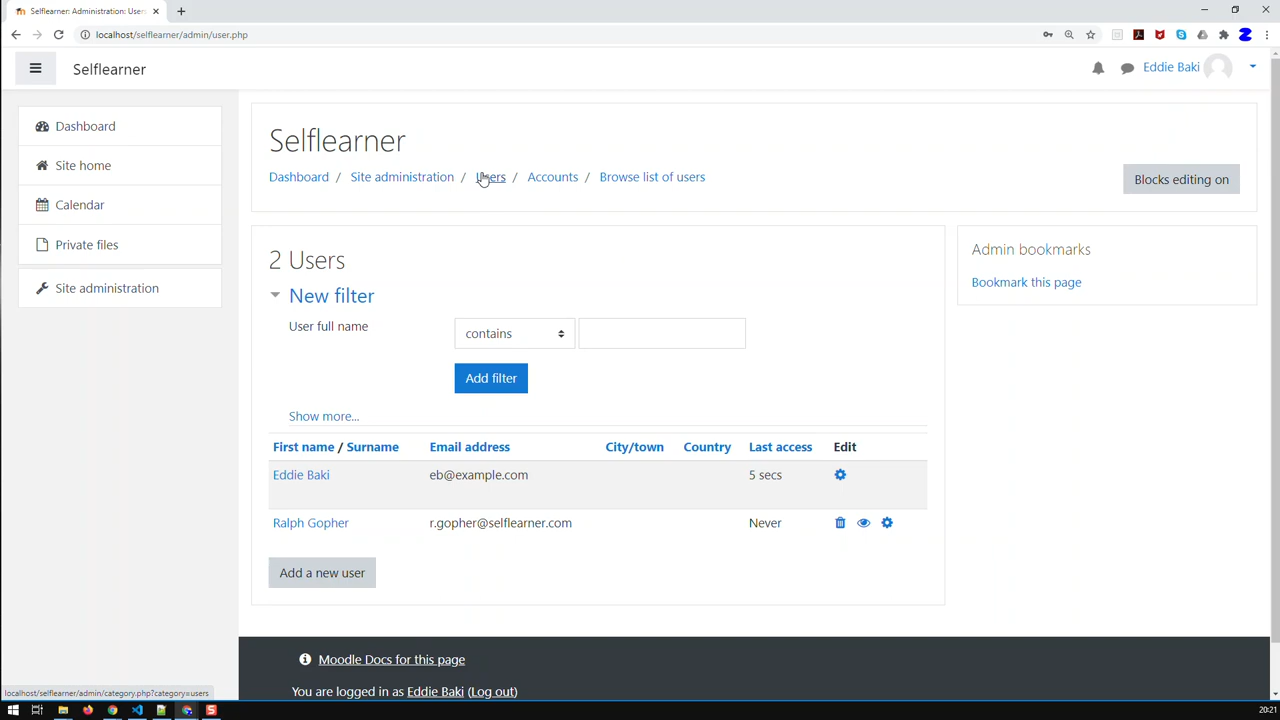 Selflearner: Administration: User
localhost/selflearner/admin/user.php
Selflearner
Eddie Baki
Dashboard
Site home
Calendar
Private files
Site administration
Selflearner
Dashboard / Site administration / Users / Accounts / Browse list of users
Blocks editing on
2 Users
New filter
User full name
contains
Add filter
Show more...
First name / Surname Email address City/town Country Last access Edit
Eddie Baki eb@example.com 5 secs
Ralph Gopher r.gopher@selflearner.com Never
Add a new user
Admin bookmarks
Bookmark this page
Moodle Docs for this page
You are logged in as Eddie Baki (Log out)
localhost/selflearner/admin/category.php?category=users
20:21